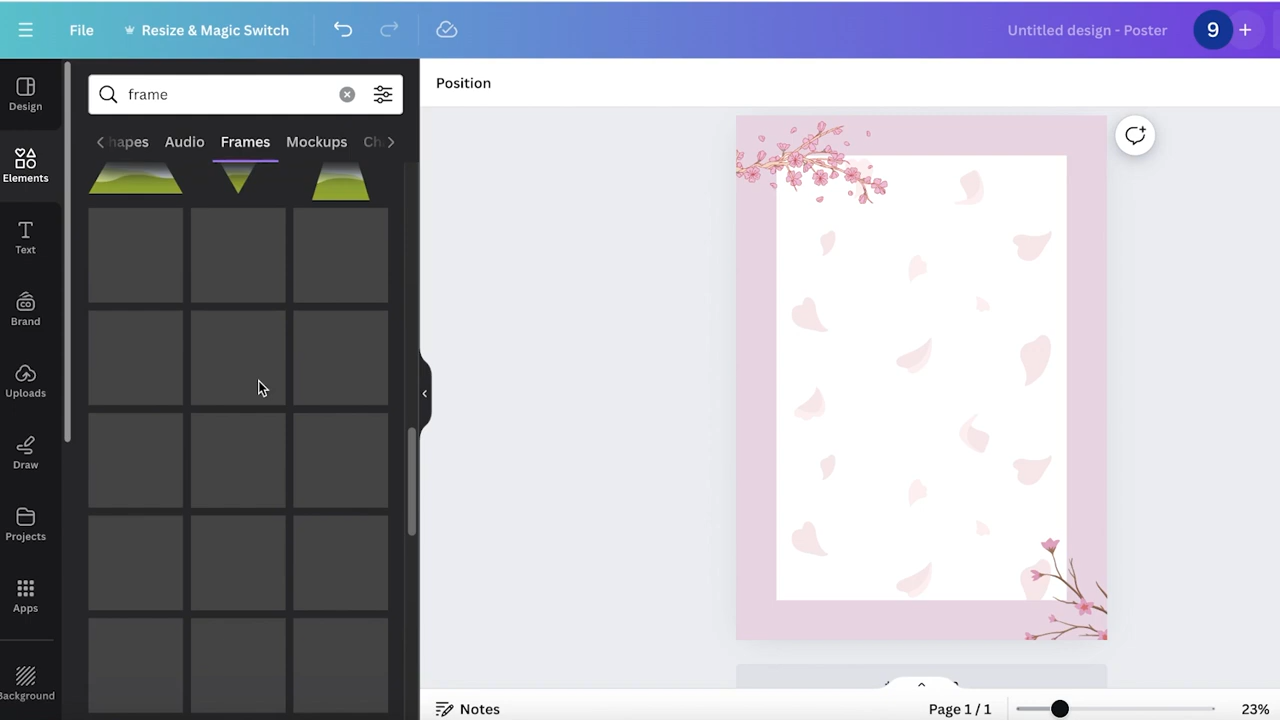 File
Resize & Magic Switch
Untitled design - Poster
9
Design
Elements
Text
Brand
Uploads
Draw
Projects
Apps
Background
frame
hapes
Audio
Frames
Mockups
Ch
Position
Notes
Page 1 / 1
23%